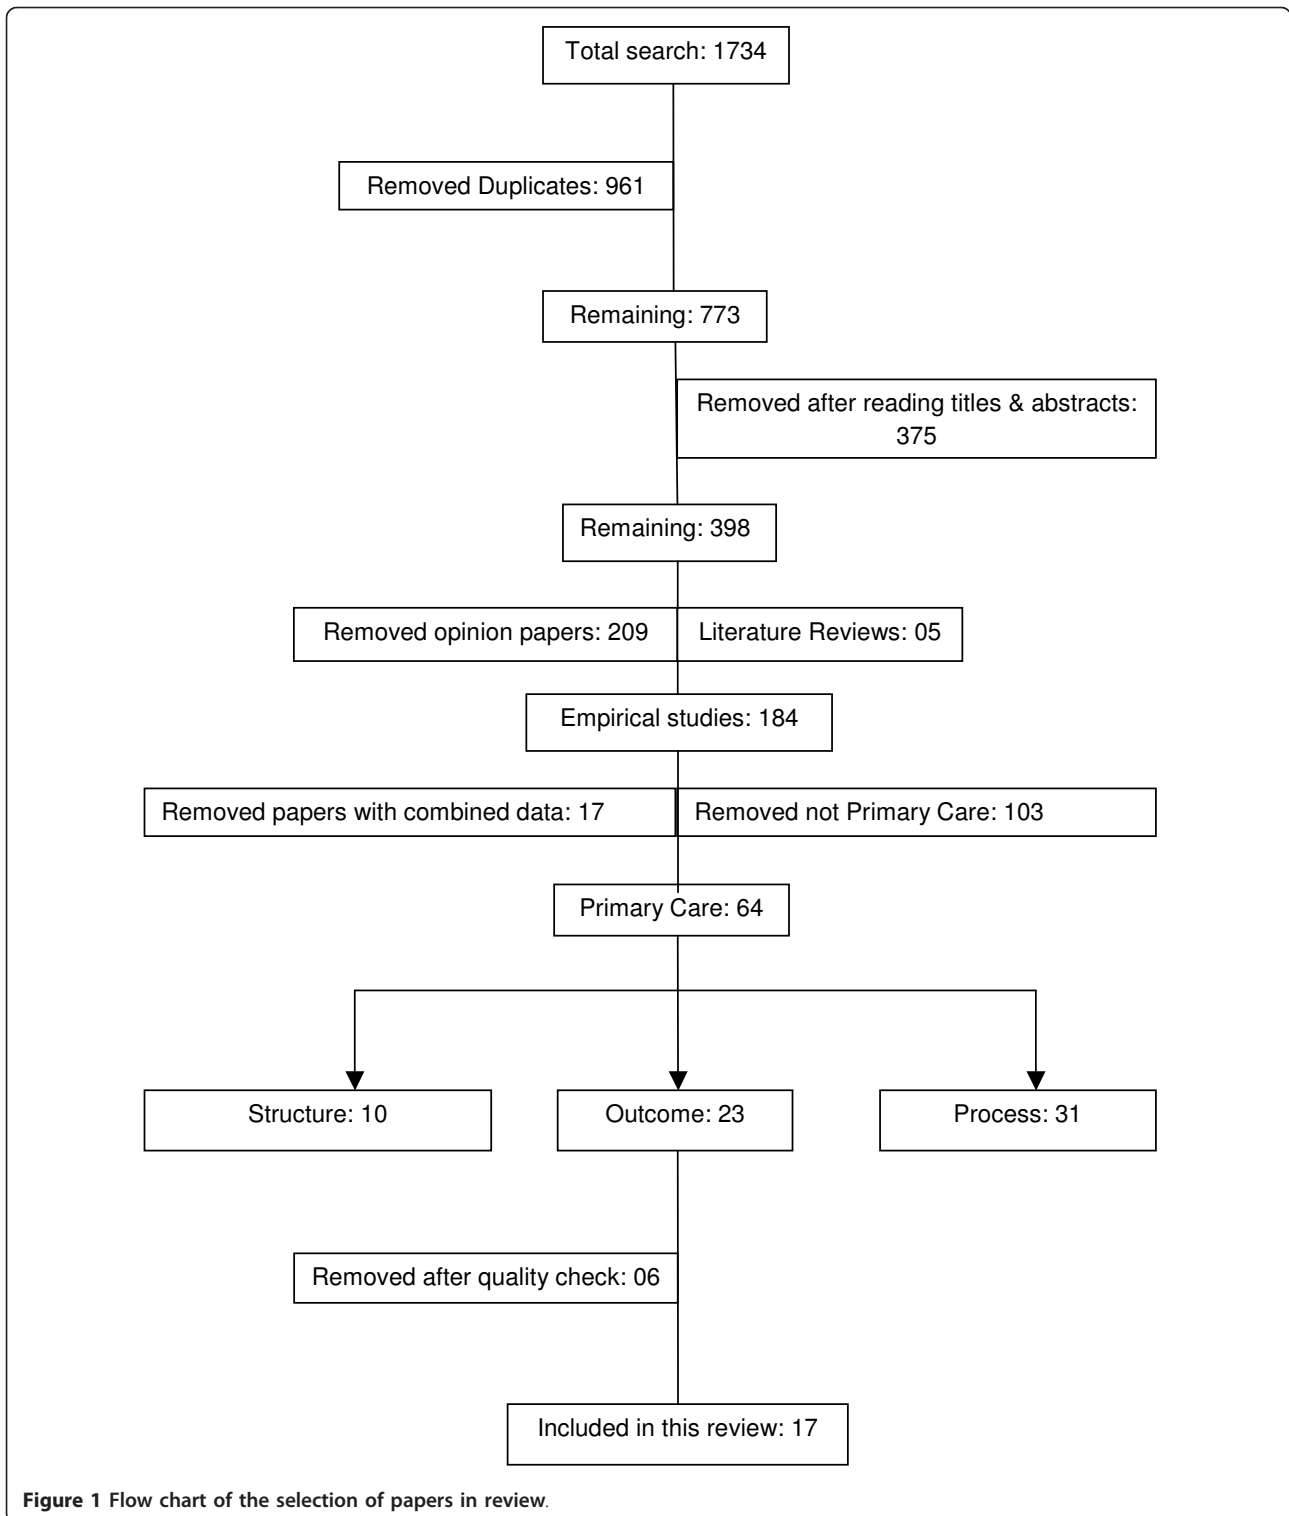 Total search: 1734
Removed Duplicates: 961
Remaining: 773
Removed after reading titles & abstracts:
375
Remaining: 398
Removed opinion papers: 209
Literature Reviews: 05
Empirical studies: 184
Removed papers with combined data: 17
Removed not Primary Care: 103
Primary Care: 64
Structure: 10
Outcome: 23
Process: 31
Removed after quality check: 06
Included in this review: 17
Figure 1 Flow chart of the selection of papers in review.